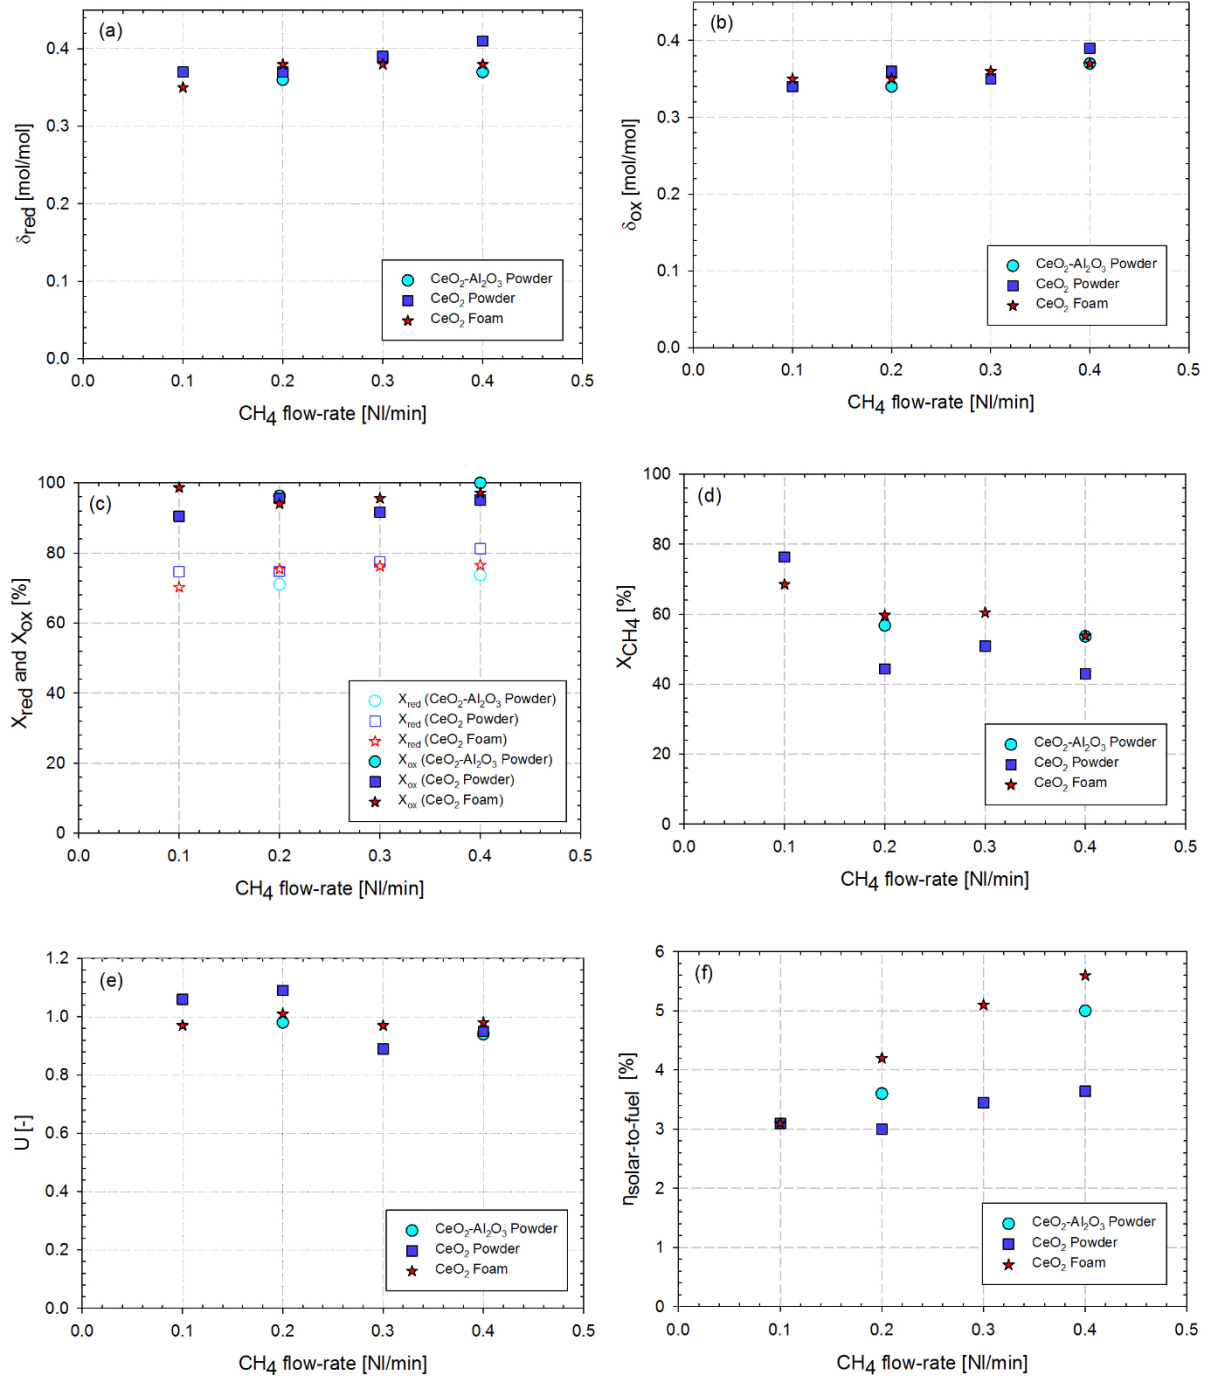 (a)
δred [mol/mol]
0.4
0.3
0.2
0.1
0.0
CeO2-Al2O3 Powder
CeO2 Powder
CeO2 Foam
0.0 0.1 0.2 0.3 0.4 0.5
CH4 flow-rate [Nl/min]
(b)
δox [mol/mol]
0.4
0.3
0.2
0.1
0.0
CeO2-Al2O3 Powder
CeO2 Powder
CeO2 Foam
0.0 0.1 0.2 0.3 0.4 0.5
CH4 flow-rate [Nl/min]
(c)
Xred and Xox [%]
100
80
60
40
20
0
Xred (CeO2-Al2O3 Powder)
Xred (CeO2 Powder)
Xred (CeO2 Foam)
Xox (CeO2-Al2O3 Powder)
Xox (CeO2 Powder)
Xox (CeO2 Foam)
0.0 0.1 0.2 0.3 0.4 0.5
CH4 flow-rate [Nl/min]
(d)
XCH4 [%]
100
80
60
40
20
0
CeO2-Al2O3 Powder
CeO2 Powder
CeO2 Foam
0.0 0.1 0.2 0.3 0.4 0.5
CH4 flow-rate [Nl/min]
(e)
U [-]
1.2
1.0
0.8
0.6
0.4
0.2
0.0
CeO2-Al2O3 Powder
CeO2 Powder
CeO2 Foam
0.0 0.1 0.2 0.3 0.4 0.5
CH4 flow-rate [Nl/min]
(f)
ηsolar-to-fuel [%]
6
5
4
3
2
1
0
CeO2-Al2O3 Powder
CeO2 Powder
CeO2 Foam
0.0 0.1 0.2 0.3 0.4 0.5
CH4 flow-rate [Nl/min]